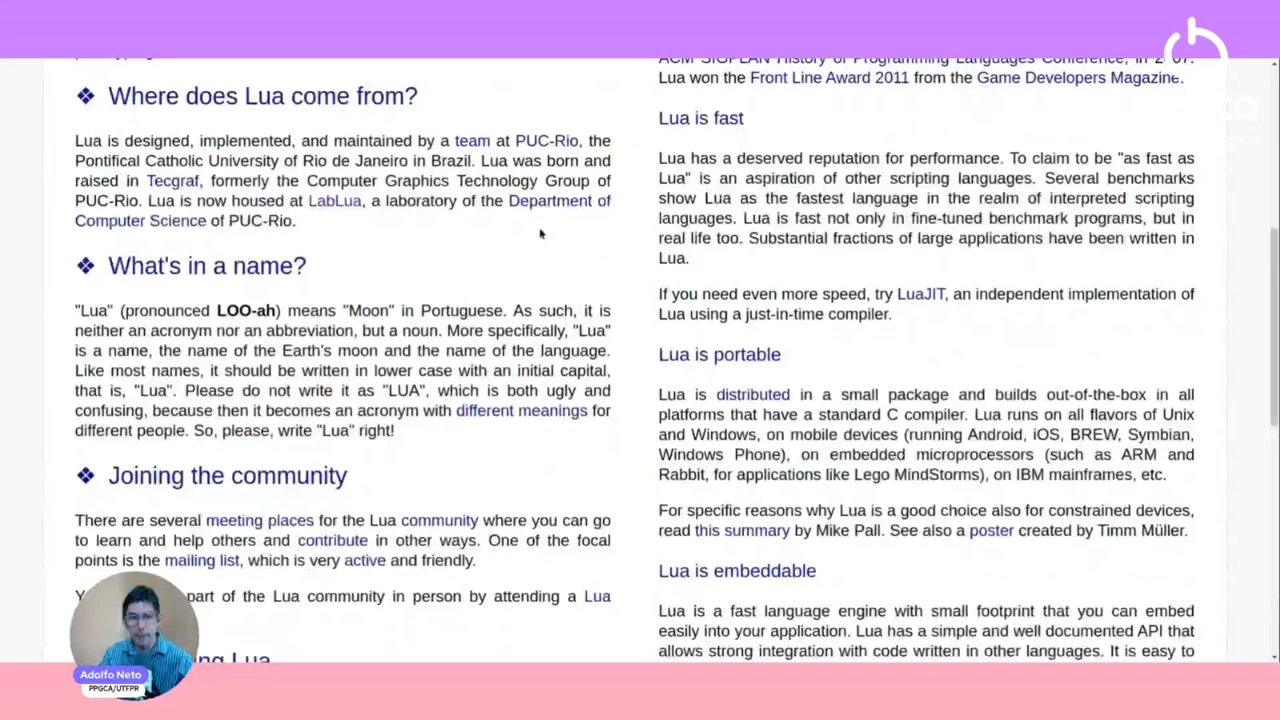 Where does Lua come from?
Lua is designed, implemented, and maintained by a team at PUC-Rio, the
Pontifical Catholic University of Rio de Janeiro in Brazil. Lua was born and
raised in Tecgraf, formerly the Computer Graphics Technology Group of
PUC-Rio. Lua is now housed at LabLua, a laboratory of the Department of
Computer Science of PUC-Rio.
What's in a name?
"Lua" (pronounced LOO-ah) means "Moon" in Portuguese. As such, it is
neither an acronym nor an abbreviation, but a noun. More specifically, "Lua"
is a name, the name of the Earth's moon and the name of the language.
Like most names, it should be written in lower case with an initial capital,
that is, "Lua". Please do not write it as "LUA", which is both ugly and
confusing, because then it becomes an acronym with different meanings for
different people. So, please, write "Lua" right!
Joining the community
There are several meeting places for the Lua community where you can go
to learn and help others and contribute in other ways. One of the focal
points is the mailing list, which is very active and friendly.
part of the Lua community in person by attending a Lua
Lua
Adolfo Neto
PPGCA/UTFPR
ACM SIGPLAN History of Programming Languages Conference, in 2007.
Lua won the Front Line Award 2011 from the Game Developers Magazine.
Lua is fast
Lua has a deserved reputation for performance. To claim to be "as fast as
Lua" is an aspiration of other scripting languages. Several benchmarks
show Lua as the fastest language in the realm of interpreted scripting
languages. Lua is fast not only in fine-tuned benchmark programs, but in
real life too. Substantial fractions of large applications have been written in
Lua.
If you need even more speed, try LuaJIT, an independent implementation of
Lua using a just-in-time compiler.
Lua is portable
Lua is distributed in a small package and builds out-of-the-box in all
platforms that have a standard C compiler. Lua runs on all flavors of Unix
and Windows, on mobile devices (running Android, iOS, BREW, Symbian,
Windows Phone), on embedded microprocessors (such as ARM and
Rabbit, for applications like Lego MindStorms), on IBM mainframes, etc.
For specific reasons why Lua is a good choice also for constrained devices,
read this summary by Mike Pall. See also a poster created by Timm Müller.
Lua is embeddable
Lua is a fast language engine with small footprint that you can embed
easily into your application. Lua has a simple and well documented API that
allows strong integration with code written in other languages. It is easy to